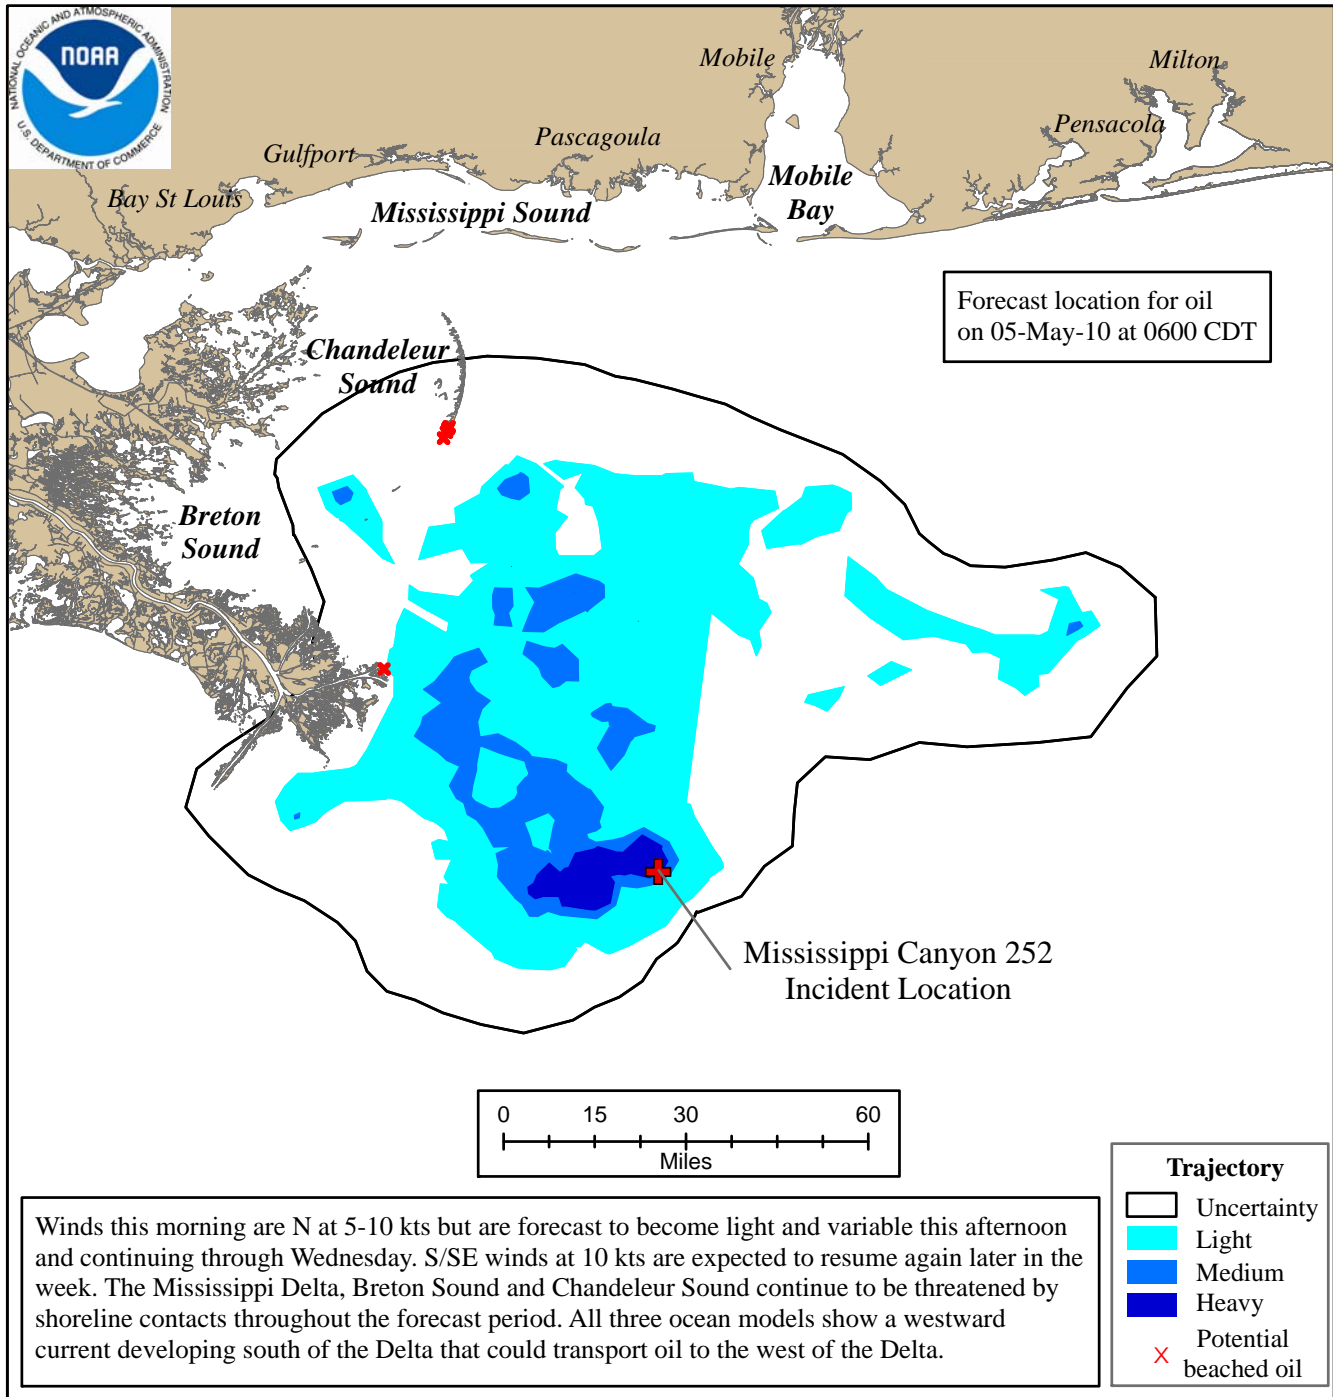 NATIONAL OCEANIC AND ATMOSPHERIC ADMINISTRATION
NOAA
U.S. DEPARTMENT OF COMMERCE
Mobile
Milton
Pascagoula
Pensacola
Gulfport
Mobile
Bay
Bay St Louis
Mississippi Sound
Forecast location for oil
on 05-May-10 at 0600 CDT
Chandeleur
Sound
Breton
Sound
Mississippi Canyon 252
Incident Location
0 15 30 60
Miles
Trajectory
Uncertainty
Light
Medium
Heavy
X Potential
beached oil
Winds this morning are N at 5-10 kts but are forecast to become light and variable this afternoon
and continuing through Wednesday. S/SE winds at 10 kts are expected to resume again later in the
week. The Mississippi Delta, Breton Sound and Chandeleur Sound continue to be threatened by
shoreline contacts throughout the forecast period. All three ocean models show a westward
current developing south of the Delta that could transport oil to the west of the Delta.